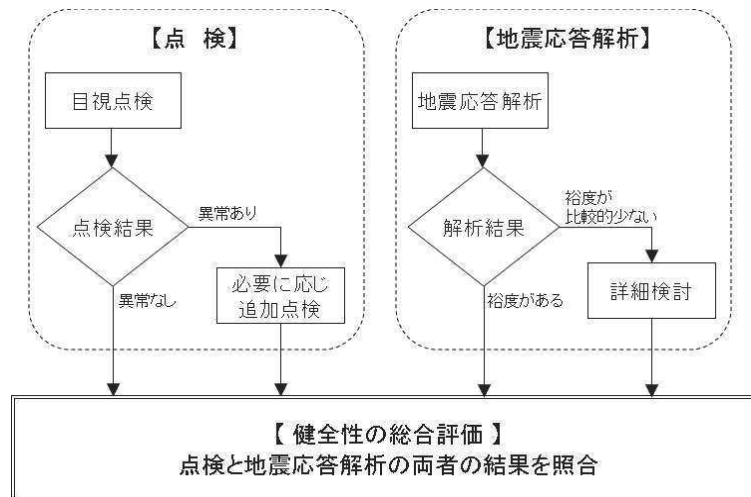 【点 検】
目視点検
点検結果
異常あり
異常なし
必要に応じ
追加点検
【地震応答解析】
地震応答解析
解析結果
裕度が
比較的少ない
裕度がある
詳細検討
【 健全性の総合評価 】
点検と地震応答解析の両者の結果を照合